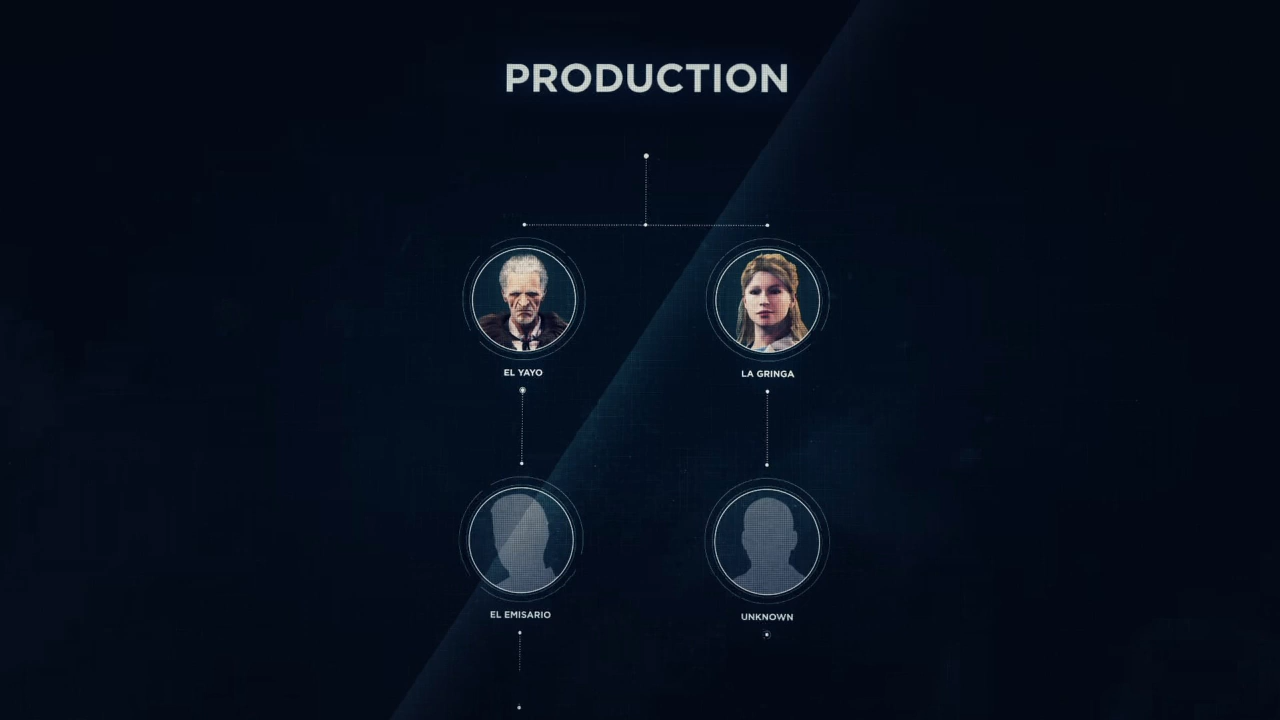 PRODUCTION
EL YAYO
LA GRINGA
EL EMISARIO
UNKNOWN